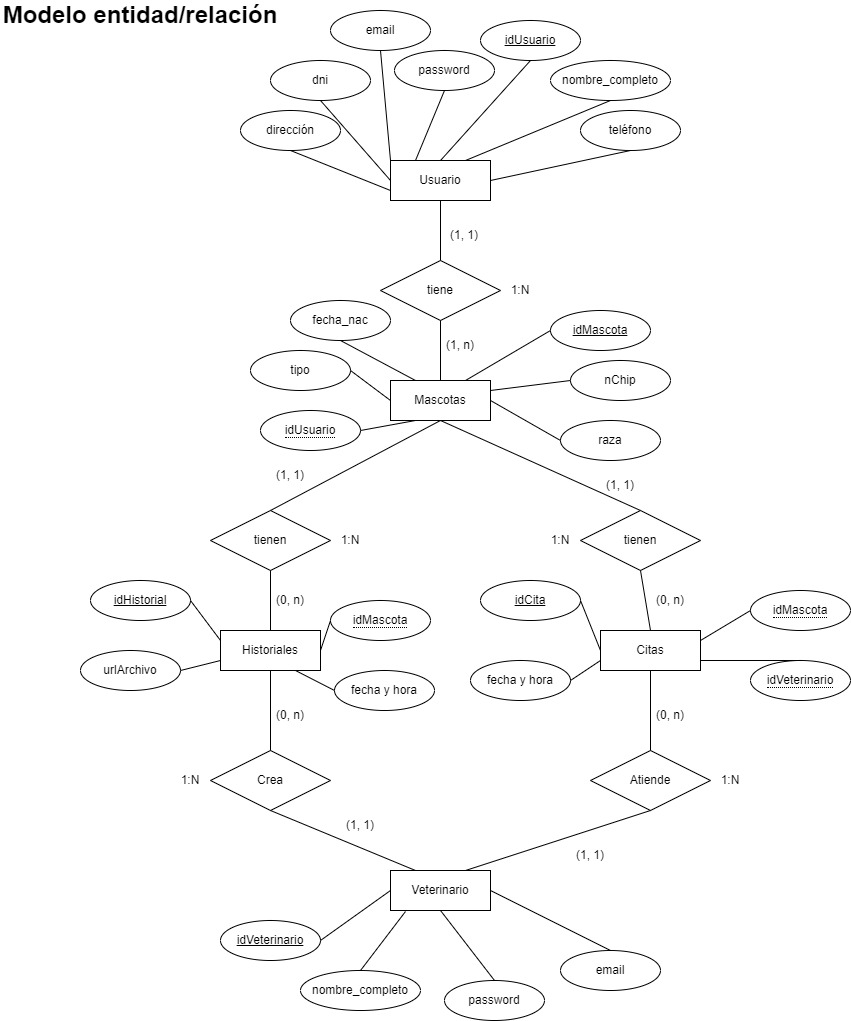 Modelo entidad/relación
email
idUsuario
password
dni
nombre_completo
dirección
teléfono
Usuario
(1, 1)
tiene
1:N
fecha_nac
idMascota
(1, n)
tipo
nChip
Mascotas
idUsuario
raza
(1, 1)
(1, 1)
tienen
1:N
1:N
tienen
idHistorial
(0, n)
idMascota
idCita
(0, n)
idMascota
Historiales
Citas
urlArchivo
fecha y hora
fecha y hora
idVeterinario
(0, n)
(0, n)
1:N
Crea
Atiende
1:N
(1, 1)
(1, 1)
Veterinario
idVeterinario
nombre_completo
password
email